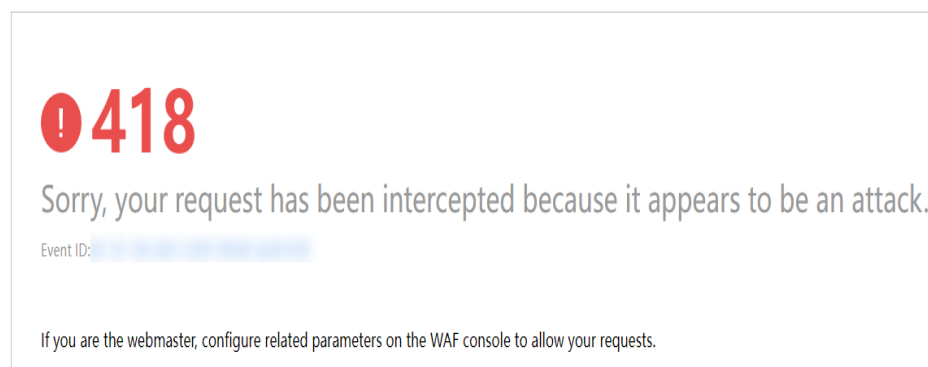 ! 418
Sorry, your request has been intercepted because it appears to be an attack.
Event ID:
If you are the webmaster, configure related parameters on the WAF console to allow your requests.